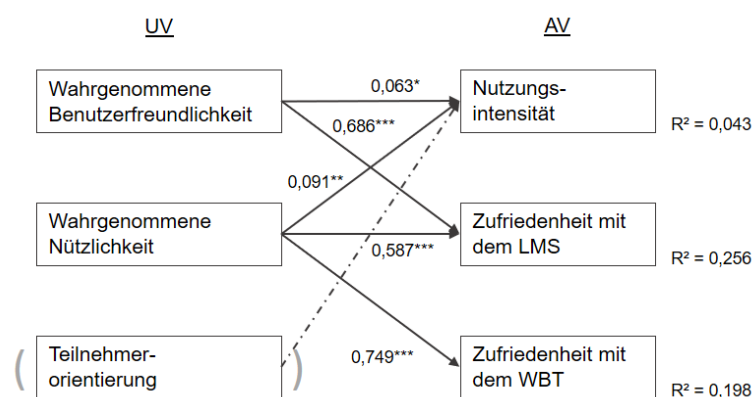 UV
AV
Wahrgenommene
Benutzerfreundlichkeit
0,063*
Nutzungs-
intensität
0,686***
R² = 0,043
0,091**
Wahrgenommene
Nützlichkeit
0,587***
Zufriedenheit mit
dem LMS
R² = 0,256
( Teilnehmer-
orientierung )
0,749***
Zufriedenheit mit
dem WBT
R² = 0,198